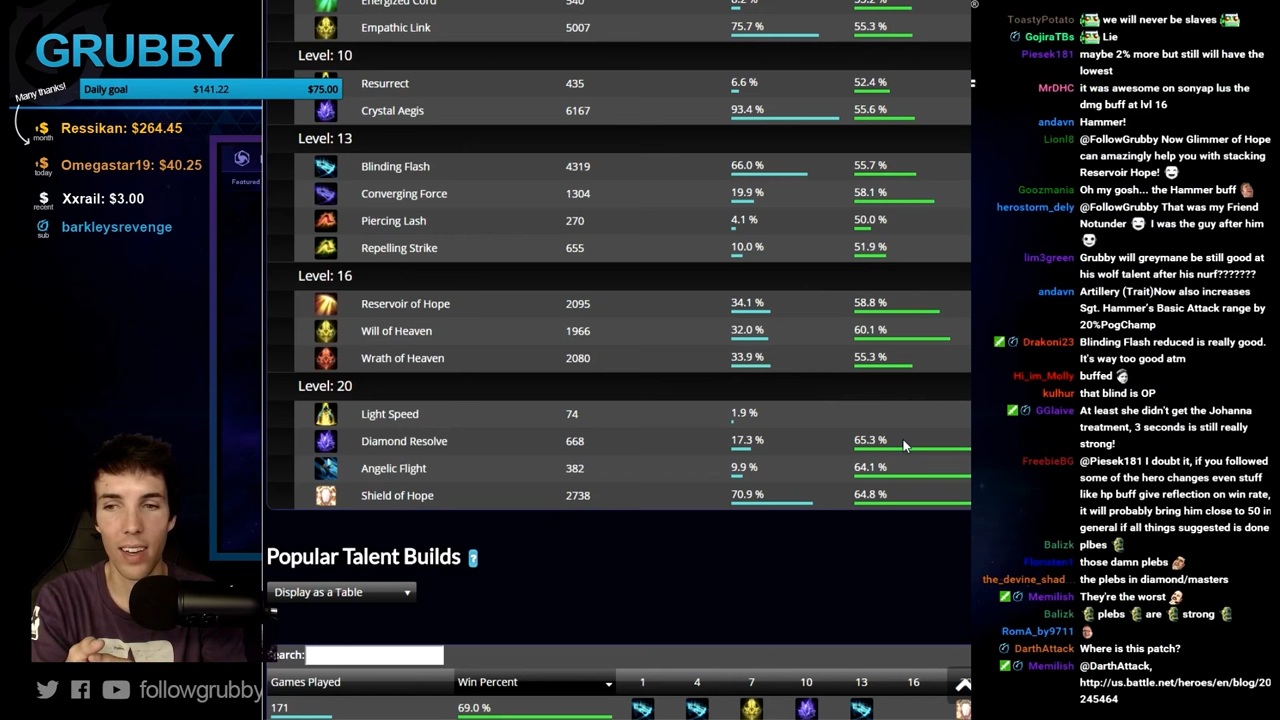 GRUBBY
Many thanks!
Daily goal $141.22 $75.00
month Ressikan: $264.45
today Omegastar19: $40.25
recent Xxrail: $3.00
sub barkleysrevenge
Featured
Energized Cord 540 8.2 % 55.2 %
Empathic Link 5007 75.7 % 55.3 %
Level: 10
Resurrect 435 6.6 % 52.4 %
Crystal Aegis 6167 93.4 % 55.6 %
Level: 13
Blinding Flash 4319 66.0 % 55.7 %
Converging Force 1304 19.9 % 58.1 %
Piercing Lash 270 4.1 % 50.0 %
Repelling Strike 655 10.0 % 51.9 %
Level: 16
Reservoir of Hope 2095 34.1 % 58.8 %
Will of Heaven 1966 32.0 % 60.1 %
Wrath of Heaven 2080 33.9 % 55.3 %
Level: 20
Light Speed 74 1.9 %
Diamond Resolve 668 17.3 % 65.3 %
Angelic Flight 382 9.9 % 64.1 %
Shield of Hope 2738 70.9 % 64.8 %
Popular Talent Builds ?
Display as a Table
earch:
Games Played Win Percent 1 4 7 10 13 16
171 69.0 %
followgrubby
ToastyPotato we will never be slaves
GojiraTBs Lie
Piesek181 maybe 2% more but still will have the
lowest
MrDHC it was awesome on sonyap lus the
dmg buff at lvl 16
andavn Hammer!
Lionl8 @FollowGrubby Now Glimmer of Hope
can amazingly help you with stacking
Reservoir Hope!
Goozmania Oh my gosh... the Hammer buff
herostorm_dely @FollowGrubby That was my Friend
Notunder I was the guy after him
lim3green Grubby will greymane be still good at
his wolf talent after his nurf???????
andavn Artillery (Trait)Now also increases
Sgt. Hammer's Basic Attack range by
20%PogChamp
Drakoni23 Blinding Flash reduced is really good.
It's way too good atm
Hi_im_Molly buffed
kulhur that blind is OP
GGlaive At least she didn't get the Johanna
treatment, 3 seconds is still really
strong!
FreebieBG @Piesek181 I doubt it, if you followed
some of the hero changes even stuff
like hp buff give reflection on win rate,
it will probably bring him close to 50 in
general if all things suggested is done
Balizk plbes
those damn plebs
the_devine_shad... the plebs in diamond/masters
Memilish They're the worst
Balizk plebs are strong
RomA_by9711
DarthAttack Where is this patch?
Memilish @DarthAttack,
http://us.battle.net/heroes/en/blog/20
245464